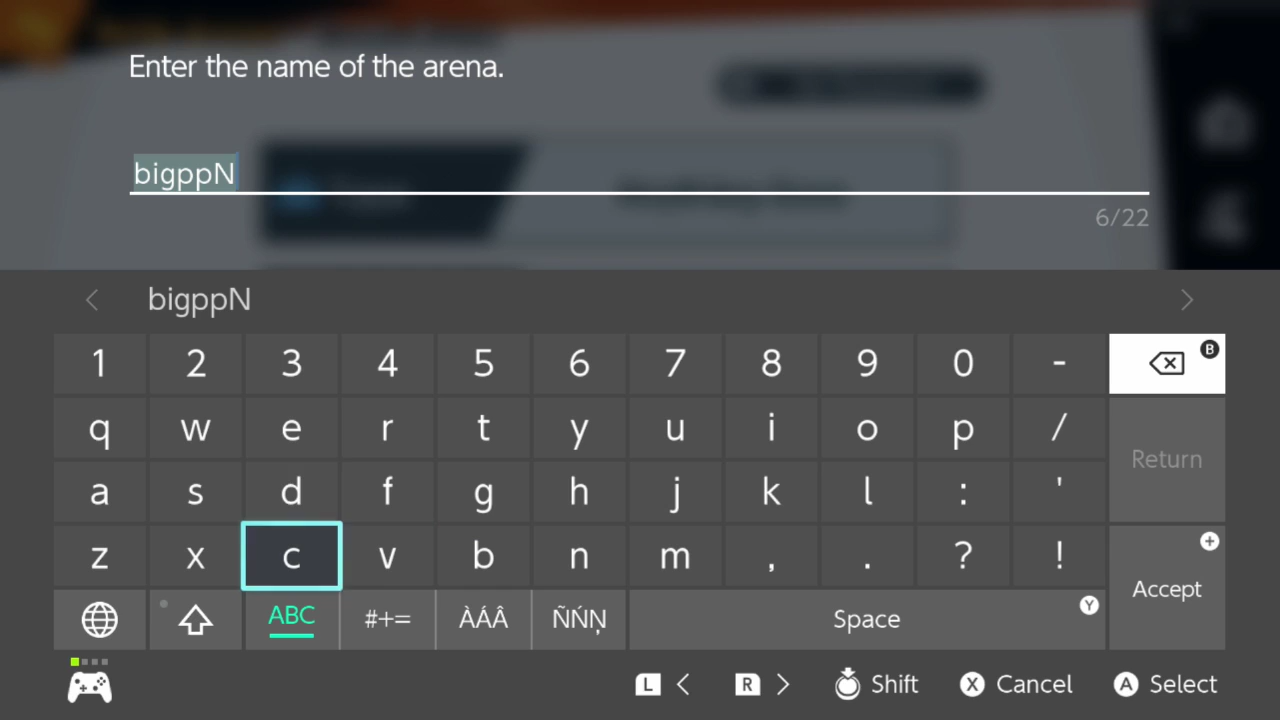 Enter the name of the arena.
bigppN
6/22
bigppN
1 2 3 4 5 6 7 8 9 0 - B
q w e r t y u i o p /
a s d f g h j k l : ' Return
z x c v b n m , . ? ! +
Accept
ABC #+= ÀÁÂ ÑŃŅ Space Y
L < R > Shift X Cancel A Select